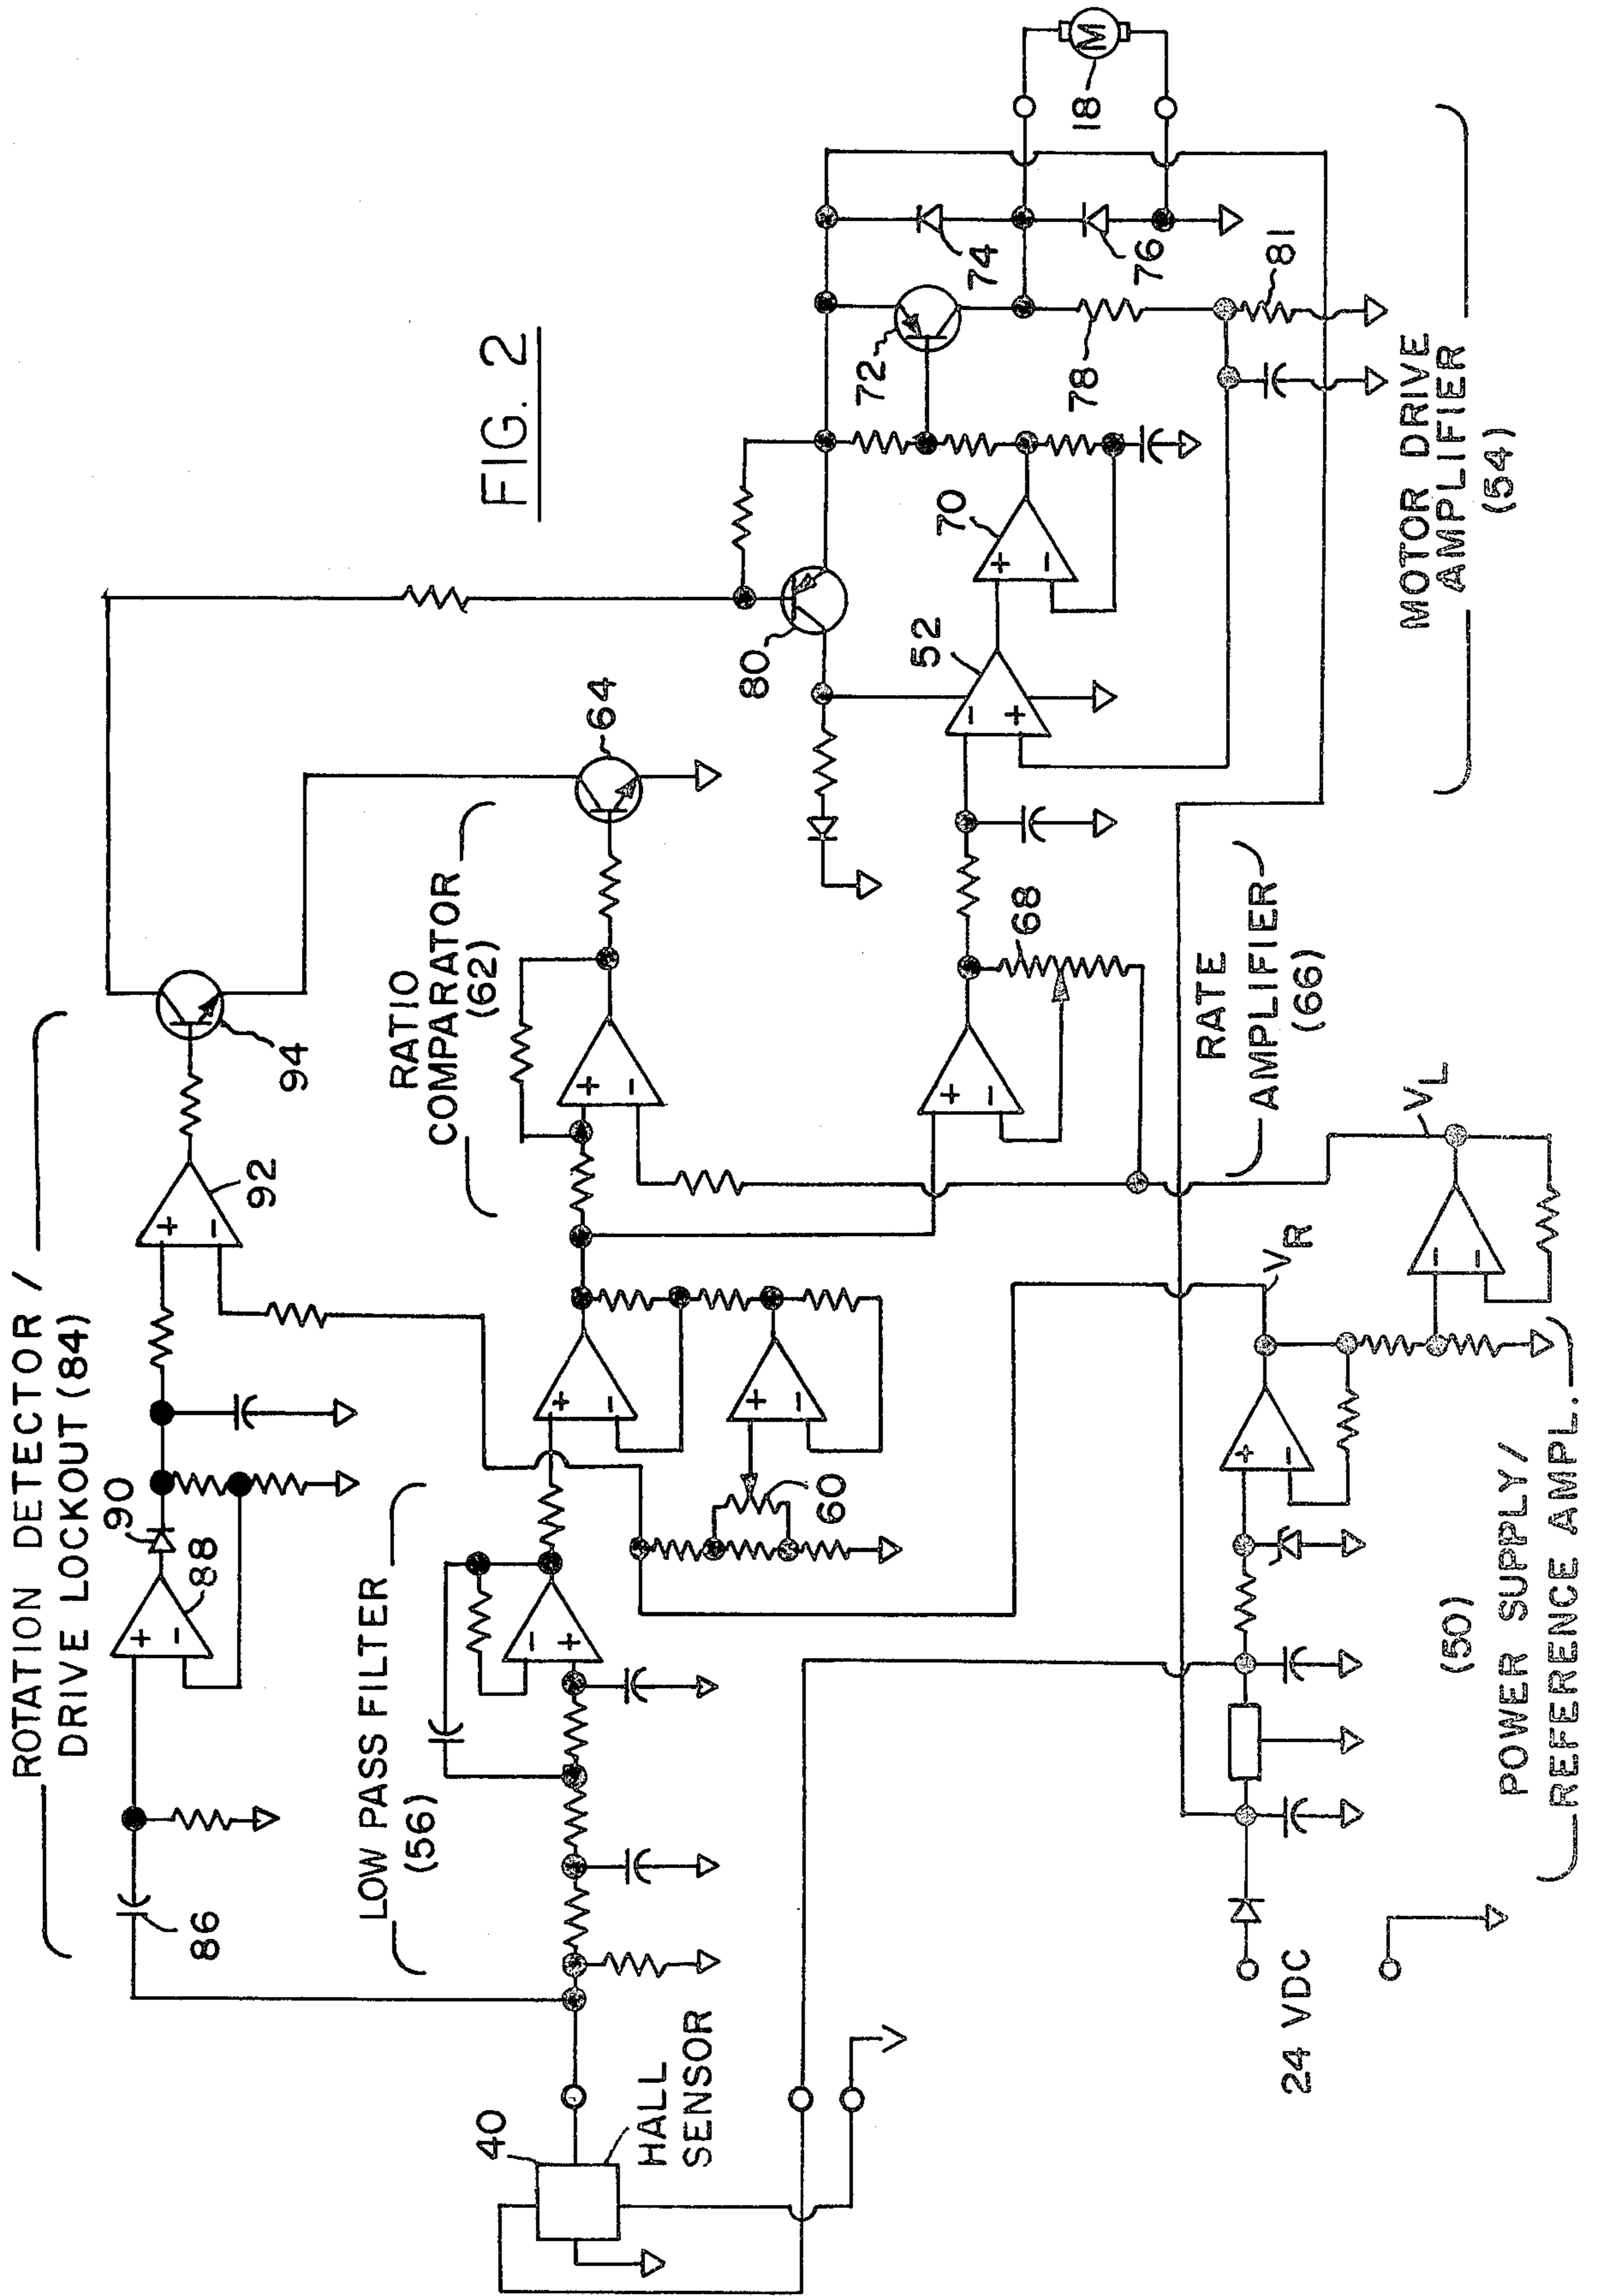 FIG. 2
ROTATION DETECTOR /
DRIVE LOCKOUT (84)
86
88
90
92
94
LOW PASS FILTER
(56)
RATIO
COMPARATOR
(62)
64
40
HALL
SENSOR
60
80
52
70
72
74
76
78
81
18
M
68
RATE
AMPLIFIER
(66)
MOTOR DRIVE
AMPLIFIER
(54)
24 VDC
VR
VL
(50)
POWER SUPPLY/
REFERENCE AMPL.
+
−
+
−
−
+
+
−
+
−
+
−
+
−
−
+
+
−
+
−
−
−